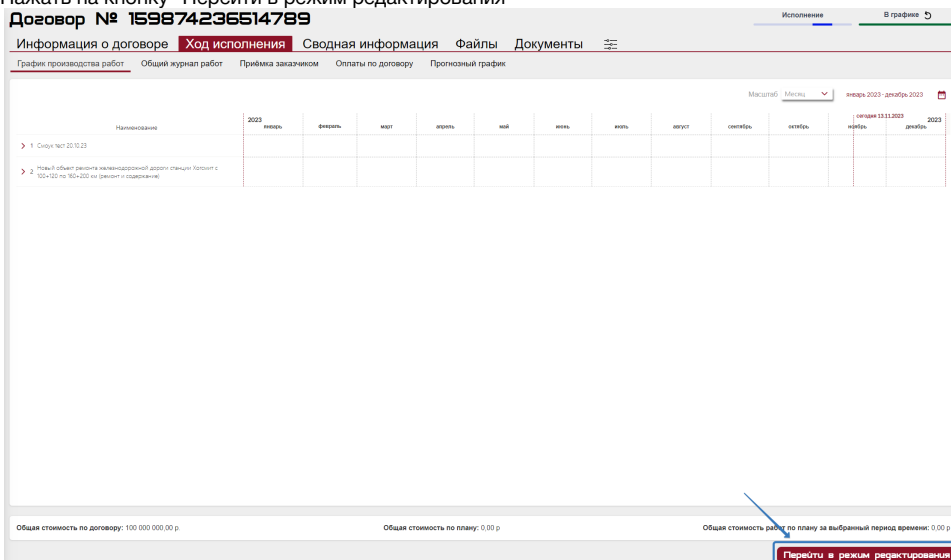 Нажать на кнопку "Перейти в режим редактирования"
Договор № 1598742365514789
Исполнение
В графике
Информация о договоре Ход исполнения Сводная информация Файлы Документы
График производства работ Общий журнал работ Приёмка заказчиком Оплаты по договору Прогнозный график
Масштаб Месяц январь 2023 - декабрь 2023
сегодня 13.11.2023
2023 2023
Наименование январь февраль март апрель май июнь июль август сентябрь октябрь ноябрь декабрь
1 Смоук тест 20.10.23
2 Новый объект ремонта железнодорожной дороги станции Холомит с
100+120 по 160+200 км (ремонт и содержание)
Общая стоимость по договору: 100 000 000,00 р. Общая стоимость по плану: 0,00 р Общая стоимость работ по плану за выбранный период времени: 0,00 р
Перейти в режим редактирования